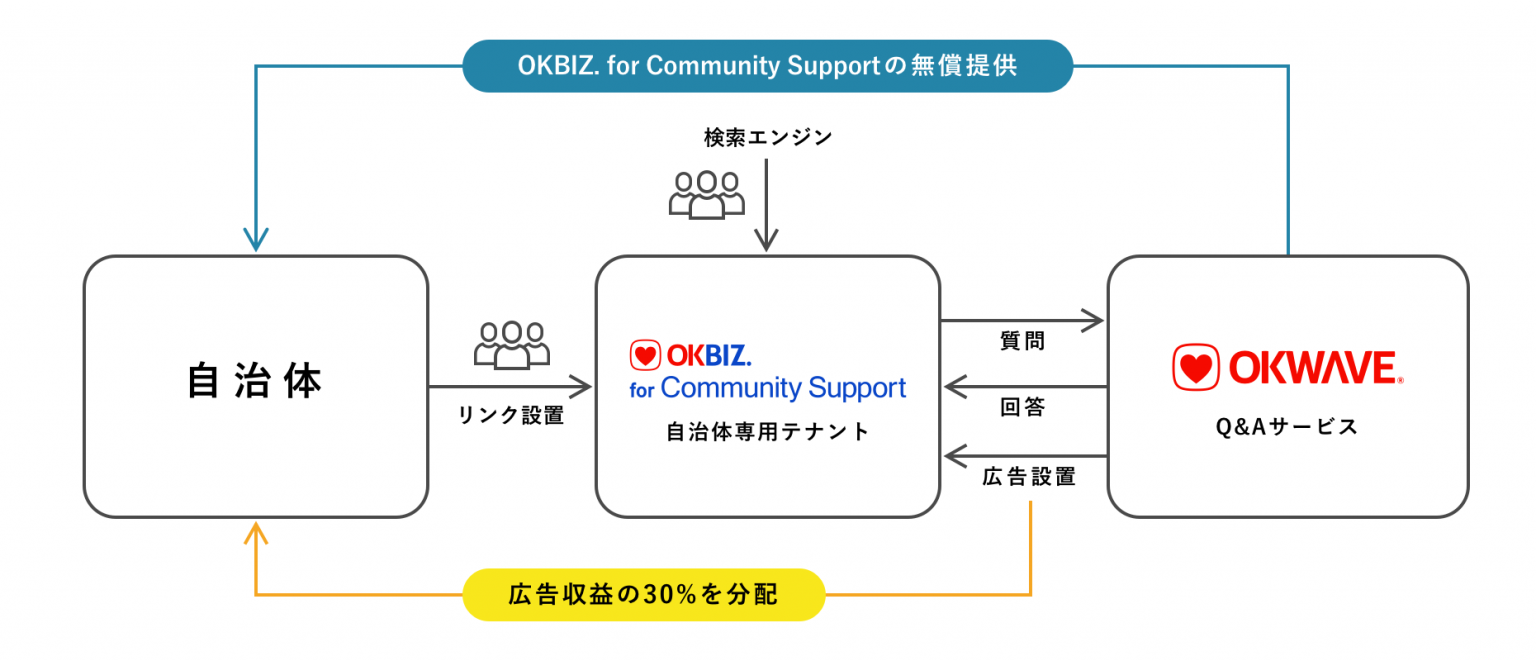 OKBIZ. for Community Supportの無償提供
検索エンジン
自治体
リンク設置
OKBIZ.
for Community Support
自治体専用テナント
質問
回答
広告設置
OKWAVE®
Q&Aサービス
広告収益の30%を分配